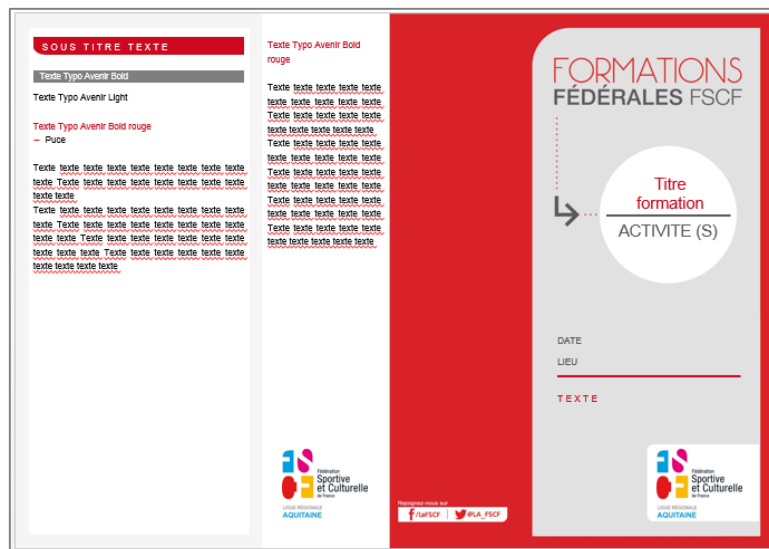 SOUS TITRE TEXTE
Texte Typo Avenir Bold
Texte Typo Avenir Light
Texte Typo Avenir Bold rouge
– Puce
Texte texte texte texte texte texte texte texte texte
texte Texte texte texte texte texte texte texte texte
texte texte
Texte texte texte texte texte texte texte texte texte
texte Texte texte texte texte texte texte texte texte
texte texte Texte texte texte texte texte texte texte
texte texte texte Texte texte texte texte texte texte
texte texte texte texte
Texte Typo Avenir Bold
rouge
Texte texte texte texte texte
texte texte texte texte texte
Texte texte texte texte texte
texte texte texte texte texte
Texte texte texte texte texte
texte texte texte texte texte
Texte texte texte texte texte
texte texte texte texte texte
Texte texte texte texte texte
texte texte texte texte texte
Texte texte texte texte texte
texte texte texte texte texte
FSCF
Fédération
Sportive
et Culturelle
de France
LIGUE RÉGIONALE
AQUITAINE
Rejoignez-nous sur
/LaFSCF @LA_FSCF
FORMATIONS
FÉDÉRALES FSCF
Titre
formation
ACTIVITE (S)
DATE
LIEU
TEXTE
FSCF
Fédération
Sportive
et Culturelle
de France
LIGUE RÉGIONALE
AQUITAINE